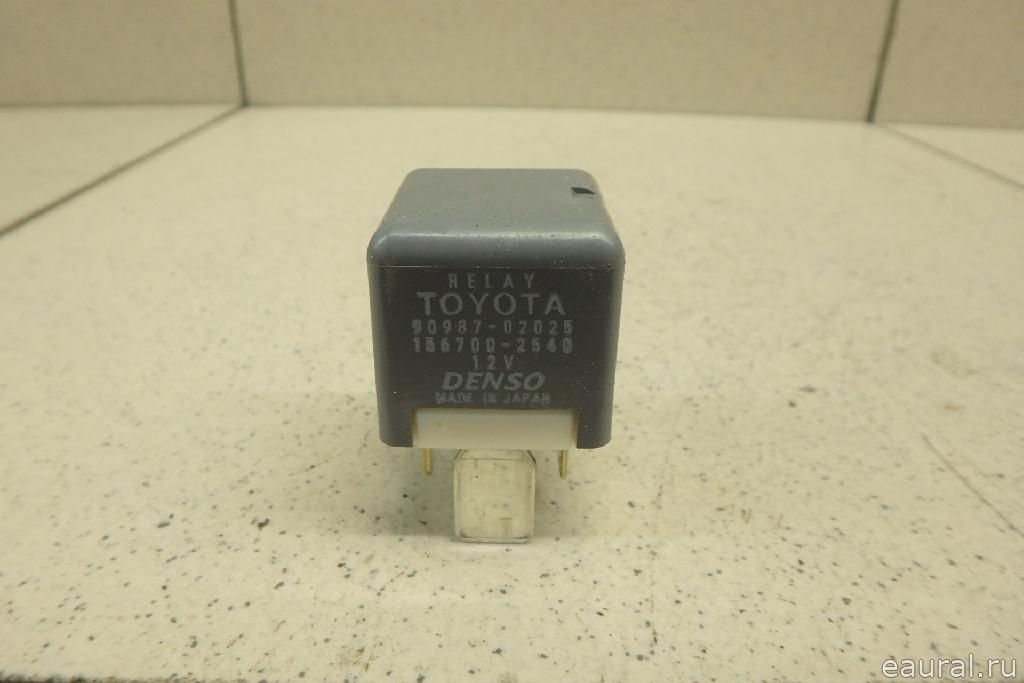 RELAY
TOYOTA
90987-02025
156700-2540
12V
DENSO
MADE IN JAPAN
eaural.ru